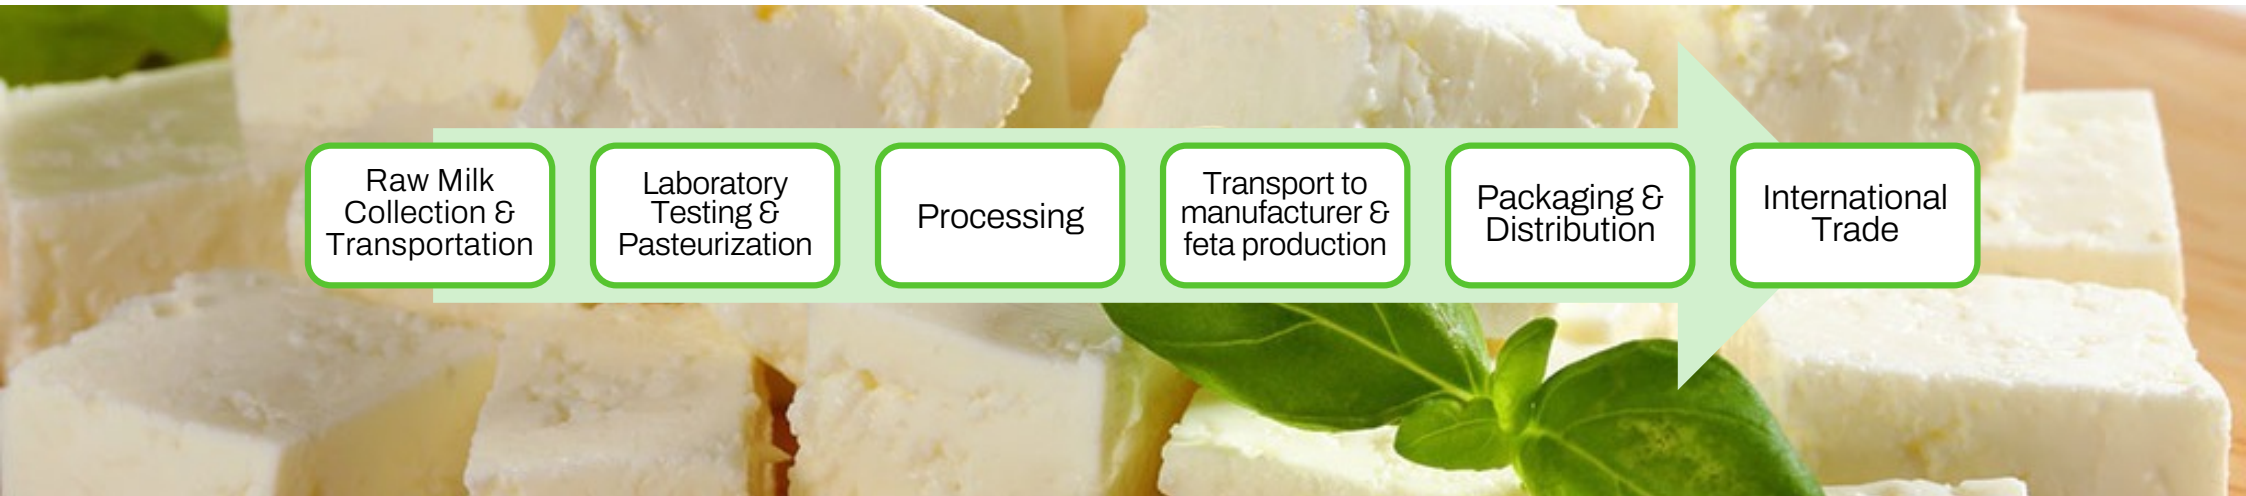 Raw Milk
Collection &
Transportation
Laboratory
Testing &
Pasteurization
Processing
Transport to
manufacturer &
feta production
Packaging &
Distribution
International
Trade